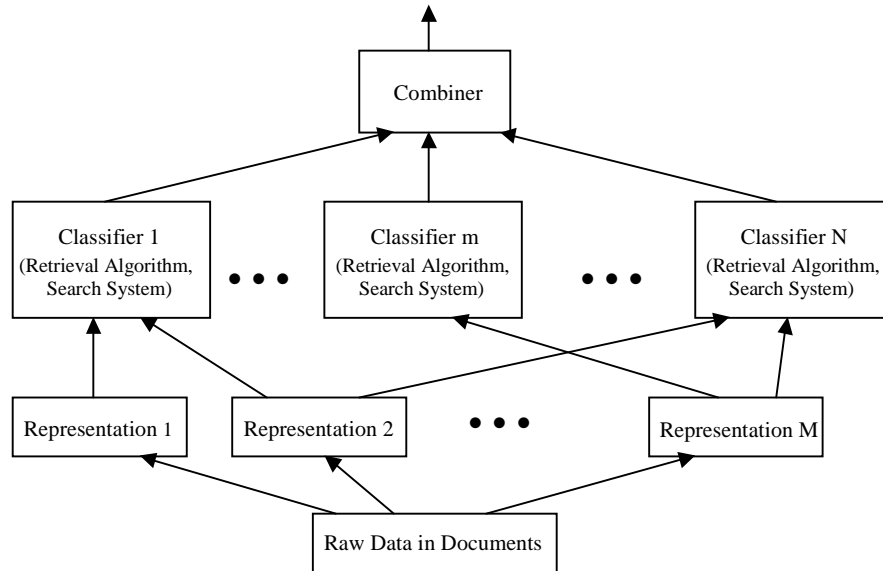 Combiner
Classifier 1
(Retrieval Algorithm,
Search System)
Classifier m
(Retrieval Algorithm,
Search System)
Classifier N
(Retrieval Algorithm,
Search System)
Representation 1
Representation 2
Representation M
Raw Data in Documents